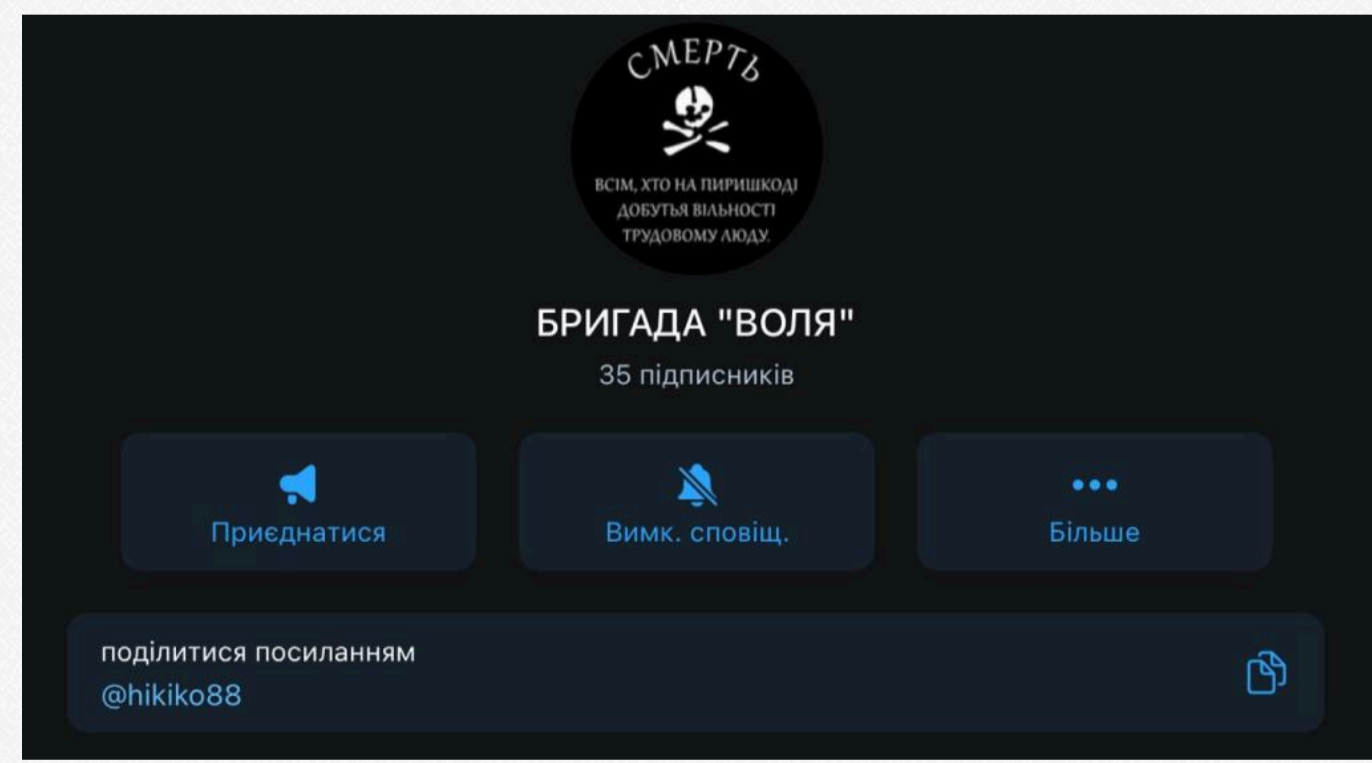 СМЕРТЬ
ВСІМ, ХТО НА ПИРИШКОДІ
ДОБУТЬЯ ВІЛЬНОСТІ
ТРУДОВОМУ ЛЮДУ.
БРИГАДА "ВОЛЯ"
35 підписників
Приєднатися
Вимк. сповіщ.
Більше
поділитися посиланням
@hikiko88